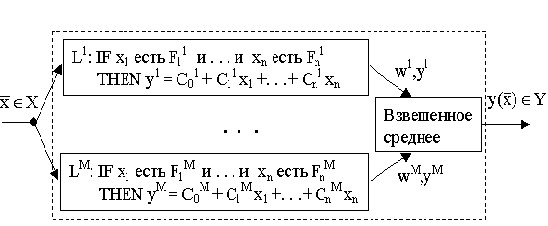 L¹: IF x₁ есть F₁¹ и . . . и xₙ есть Fₙ¹
THEN y¹ = C₀¹ + C₁¹x₁ +. . .+ Cₙ¹xₙ
w¹,y¹
x̅ ∈ X
. . .
Взвешенное
среднее
y(x̅) ∈ Y
Lᴹ: IF x₁ есть F₁ᴹ и . . . и xₙ есть Fₙᴹ
THEN yᴹ = C₀ᴹ + C₁ᴹx₁ +. . .+ Cₙᴹxₙ
wᴹ,yᴹ